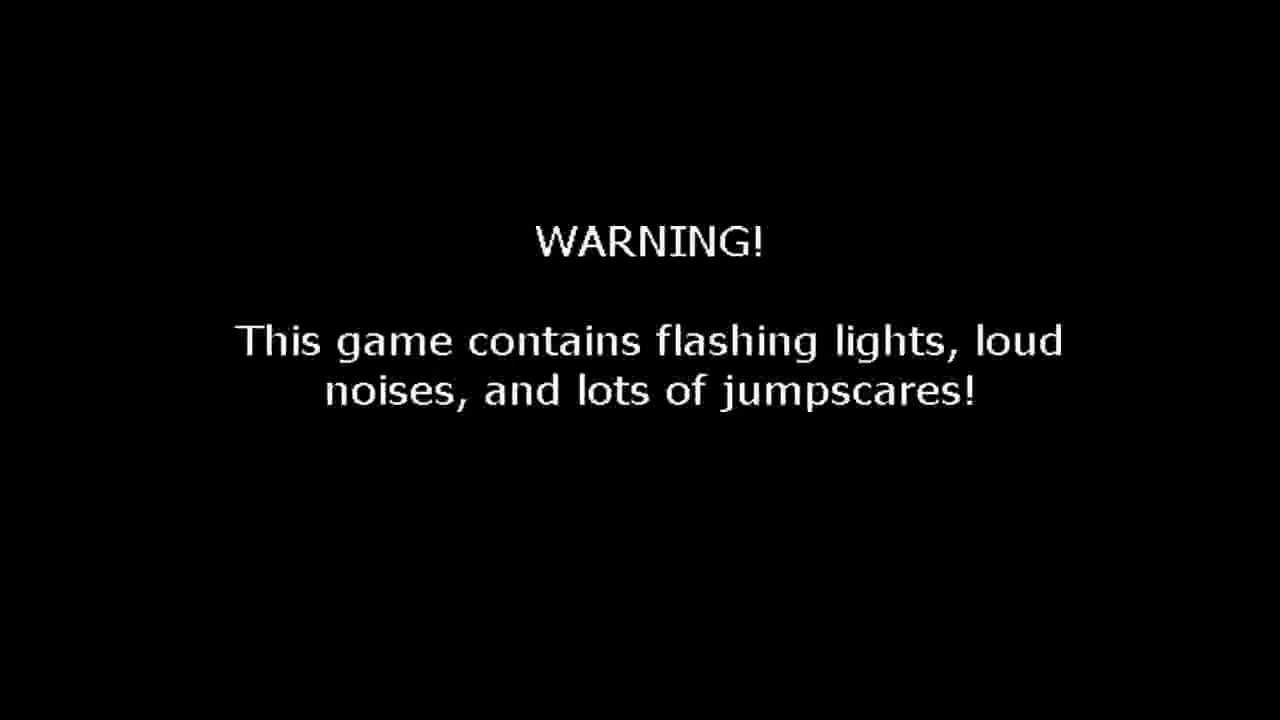 WARNING!
This game contains flashing lights, loud
noises, and lots of jumpscares!